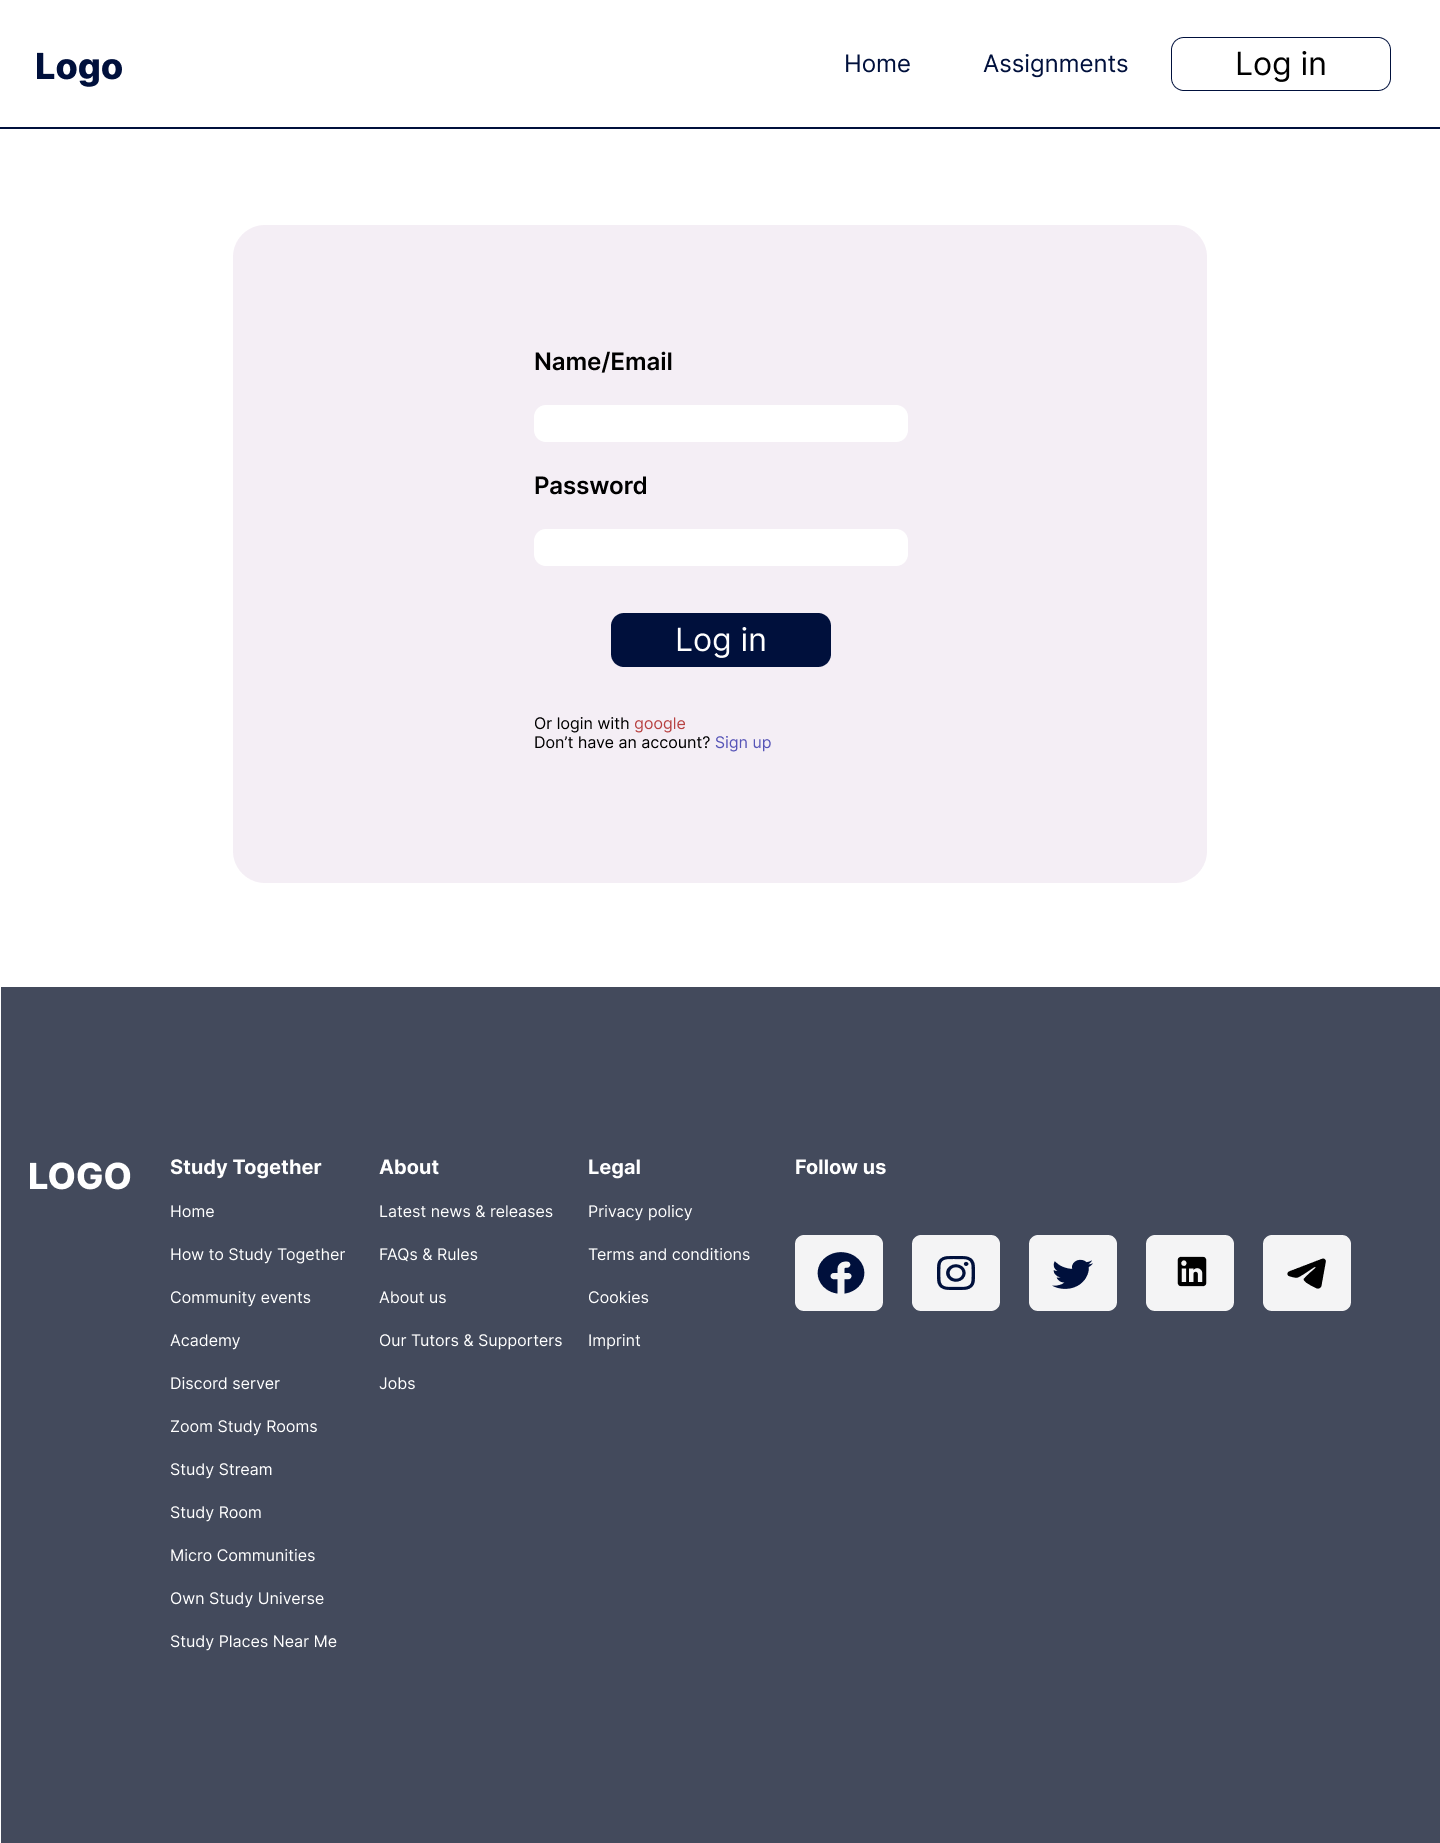 Logo
Home
Assignments
Log in
Name/Email
Password
Log in
Or login with google
Don’t have an account? Sign up
LOGO
Study Together
Home
How to Study Together
Community events
Academy
Discord server
Zoom Study Rooms
Study Stream
Study Room
Micro Communities
Own Study Universe
Study Places Near Me
About
Latest news & releases
FAQs & Rules
About us
Our Tutors & Supporters
Jobs
Legal
Privacy policy
Terms and conditions
Cookies
Imprint
Follow us
in